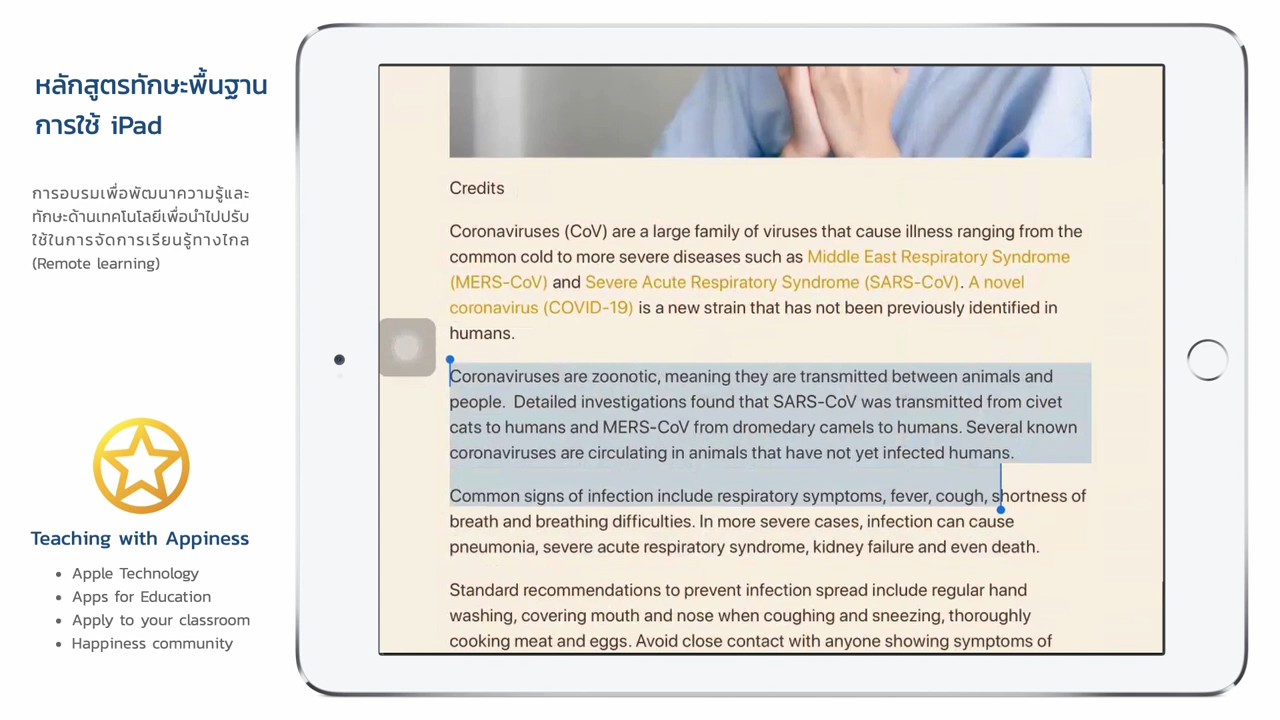 หลักสูตรทักษะพื้นฐาน
การใช้ iPad
การอบรมเพื่อพัฒนาความรู้และ
ทักษะด้านเทคโนโลยีเพื่อนำไปปรับ
ใช้ในการจัดการเรียนรู้ทางไกล
(Remote learning)
Teaching with Appiness
• Apple Technology
• Apps for Education
• Apply to your classroom
• Happiness community
Credits
Coronaviruses (CoV) are a large family of viruses that cause illness ranging from the
common cold to more severe diseases such as Middle East Respiratory Syndrome
(MERS-CoV) and Severe Acute Respiratory Syndrome (SARS-CoV). A novel
coronavirus (COVID-19) is a new strain that has not been previously identified in
humans.
Coronaviruses are zoonotic, meaning they are transmitted between animals and
people.  Detailed investigations found that SARS-CoV was transmitted from civet
cats to humans and MERS-CoV from dromedary camels to humans. Several known
coronaviruses are circulating in animals that have not yet infected humans.
Common signs of infection include respiratory symptoms, fever, cough, shortness of
breath and breathing difficulties. In more severe cases, infection can cause
pneumonia, severe acute respiratory syndrome, kidney failure and even death.
Standard recommendations to prevent infection spread include regular hand
washing, covering mouth and nose when coughing and sneezing, thoroughly
cooking meat and eggs. Avoid close contact with anyone showing symptoms of